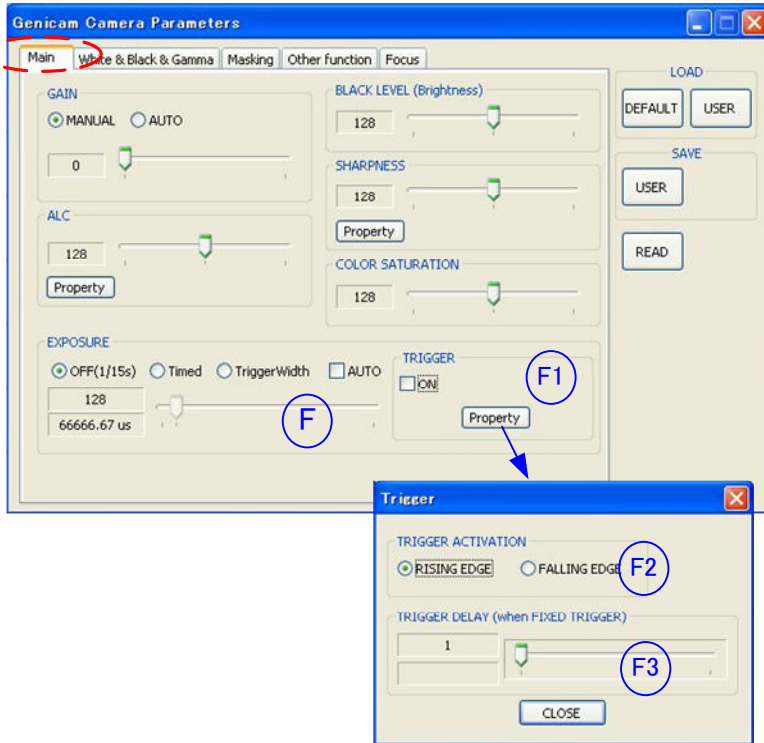 Genicam Camera Parameters
Main
White & Black & Gamma
Masking
Other function
Focus
GAIN
MANUAL
AUTO
0
ALC
128
Property
BLACK LEVEL (Brightness)
128
SHARPNESS
128
Property
COLOR SATURATION
128
EXPOSURE
OFF(1/15s)
Timed
TriggerWidth
AUTO
128
66666.67 us
F
TRIGGER
ON
F1
Property
LOAD
DEFAULT
USER
SAVE
USER
READ
Trigger
TRIGGER ACTIVATION
RISING EDGE
FALLING EDGE
F2
TRIGGER DELAY (when FIXED TRIGGER)
1
F3
CLOSE